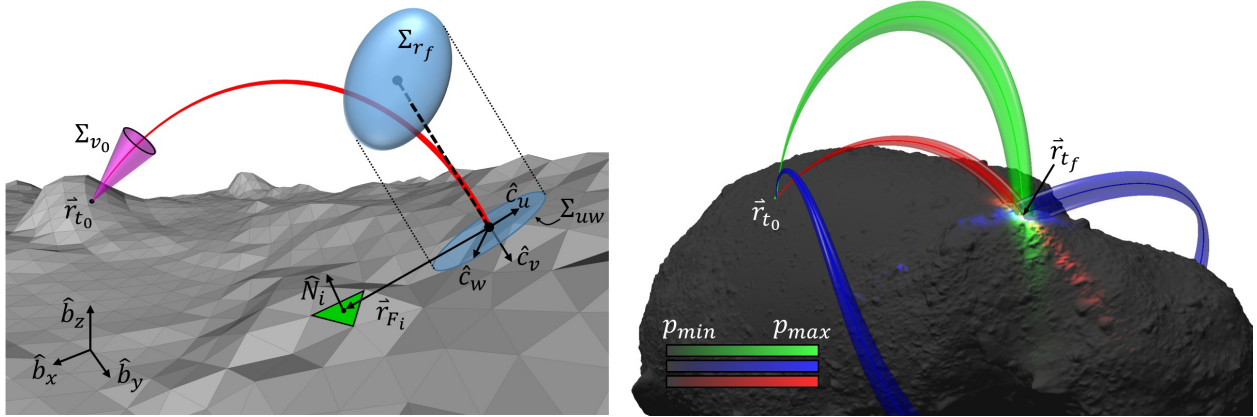 Σ_{r_f}
Σ_{v_0}
\vec{r}_{t_0}
ĉ_u
Σ_{uw}
ĉ_w
ĉ_v
N̂_i
\vec{r}_{F_i}
b̂_z
b̂_x
b̂_y
\vec{r}_{t_f}
\vec{r}_{t_0}
p_{min} p_{max}